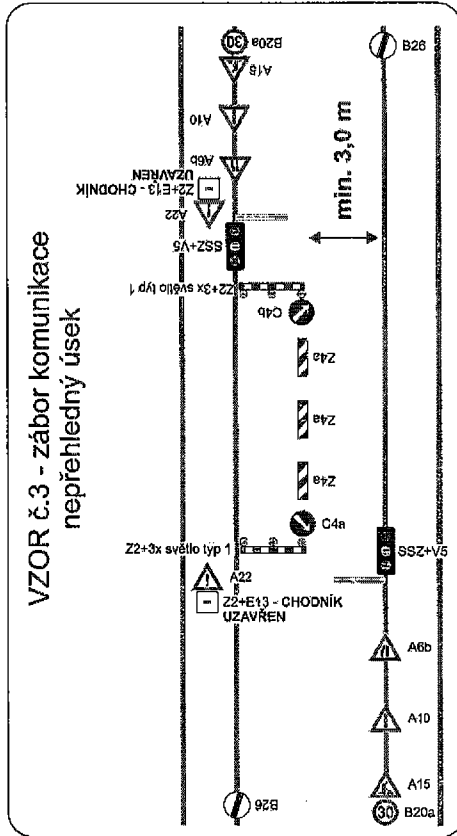 VZOR č.3 - zábor komunikace
nepřehledný úsek
B26
Z2+E13 - CHODNÍK
UZAVŘEN
A22
Z2+3x světlo typ 1
C4a
Z4a
Z4a
Z4a
C4b
Z2+3x světlo typ 1
SSZ+V5
A22
Z2+E13 - CHODNÍK
UZAVŘEN
A6b
A10
A15
30
B20a
min. 3,0 m
30
B20a
A15
A10
A6b
SSZ+V5
B26